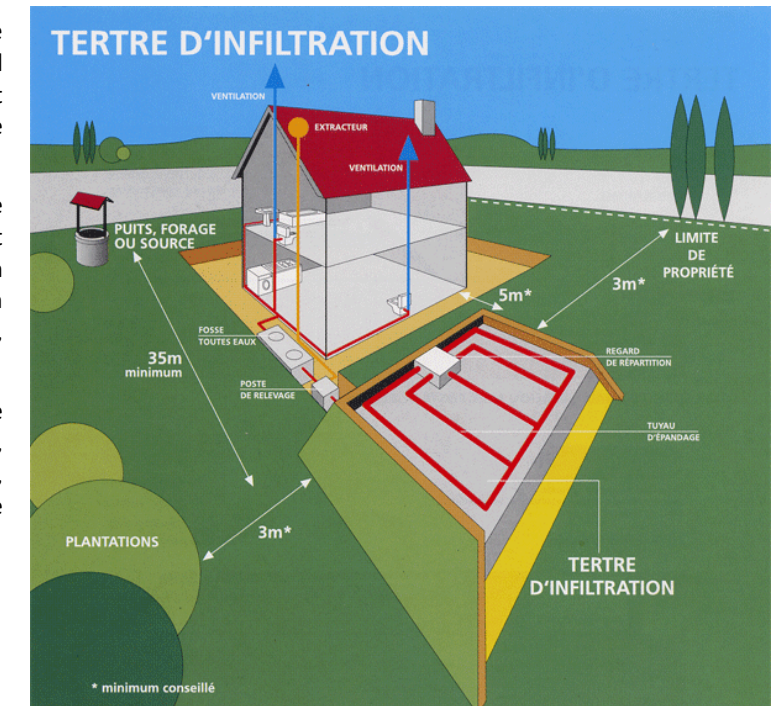 TERTRE D'INFILTRATION
VENTILATION
EXTRACTEUR
VENTILATION
PUITS, FORAGE
OU SOURCE
LIMITE
DE
PROPRIÉTÉ
5m*
3m*
FOSSE
TOUTES EAUX
35m
minimum
REGARD
DE RÈPARTITION
POSTE
DE RELEVAGE
TUYAU
D'ÉPANDAGE
3m*
PLANTATIONS
TERTRE
D'INFILTRATION
* minimum conseillé